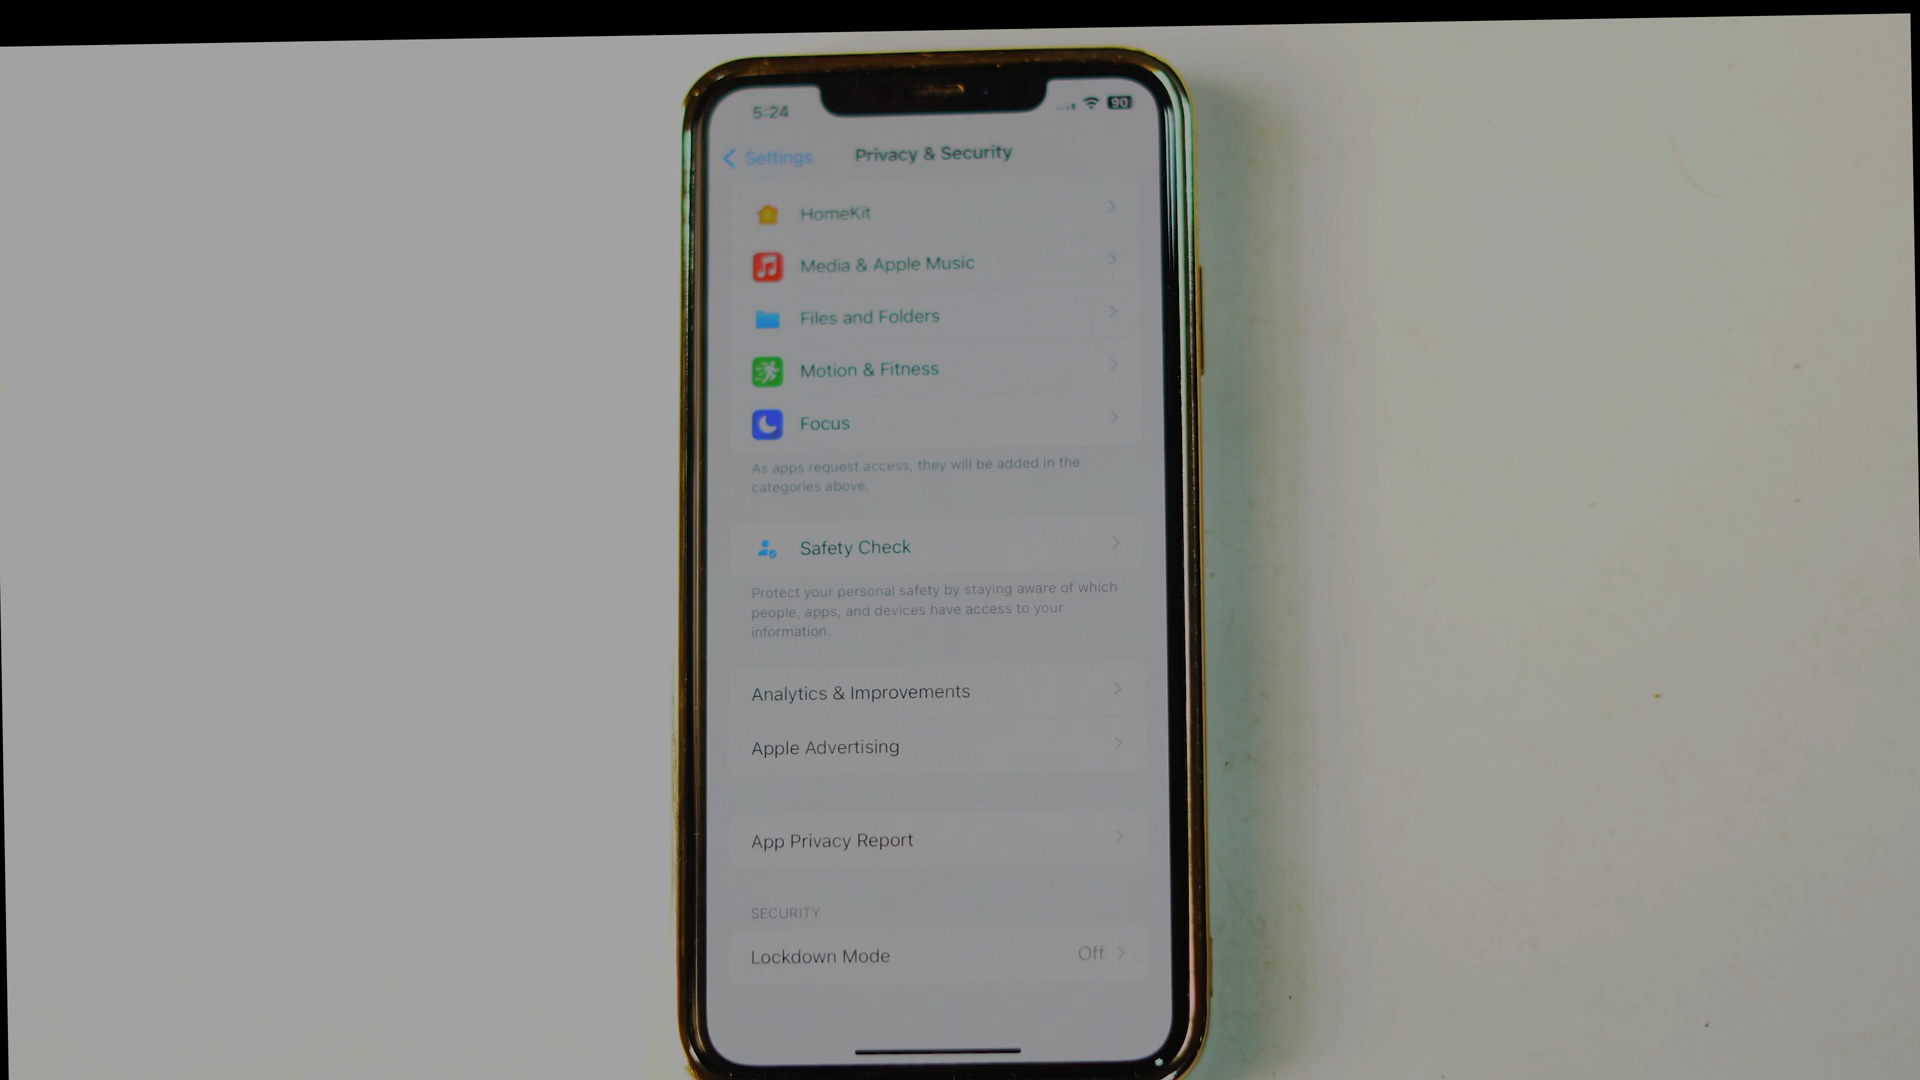 5:24
90
Settings
Privacy & Security
HomeKit
Media & Apple Music
Files and Folders
Motion & Fitness
Focus
As apps request access, they will be added in the
categories above.
Safety Check
Protect your personal safety by staying aware of which
people, apps, and devices have access to your
information.
Analytics & Improvements
Apple Advertising
App Privacy Report
SECURITY
Lockdown Mode Off